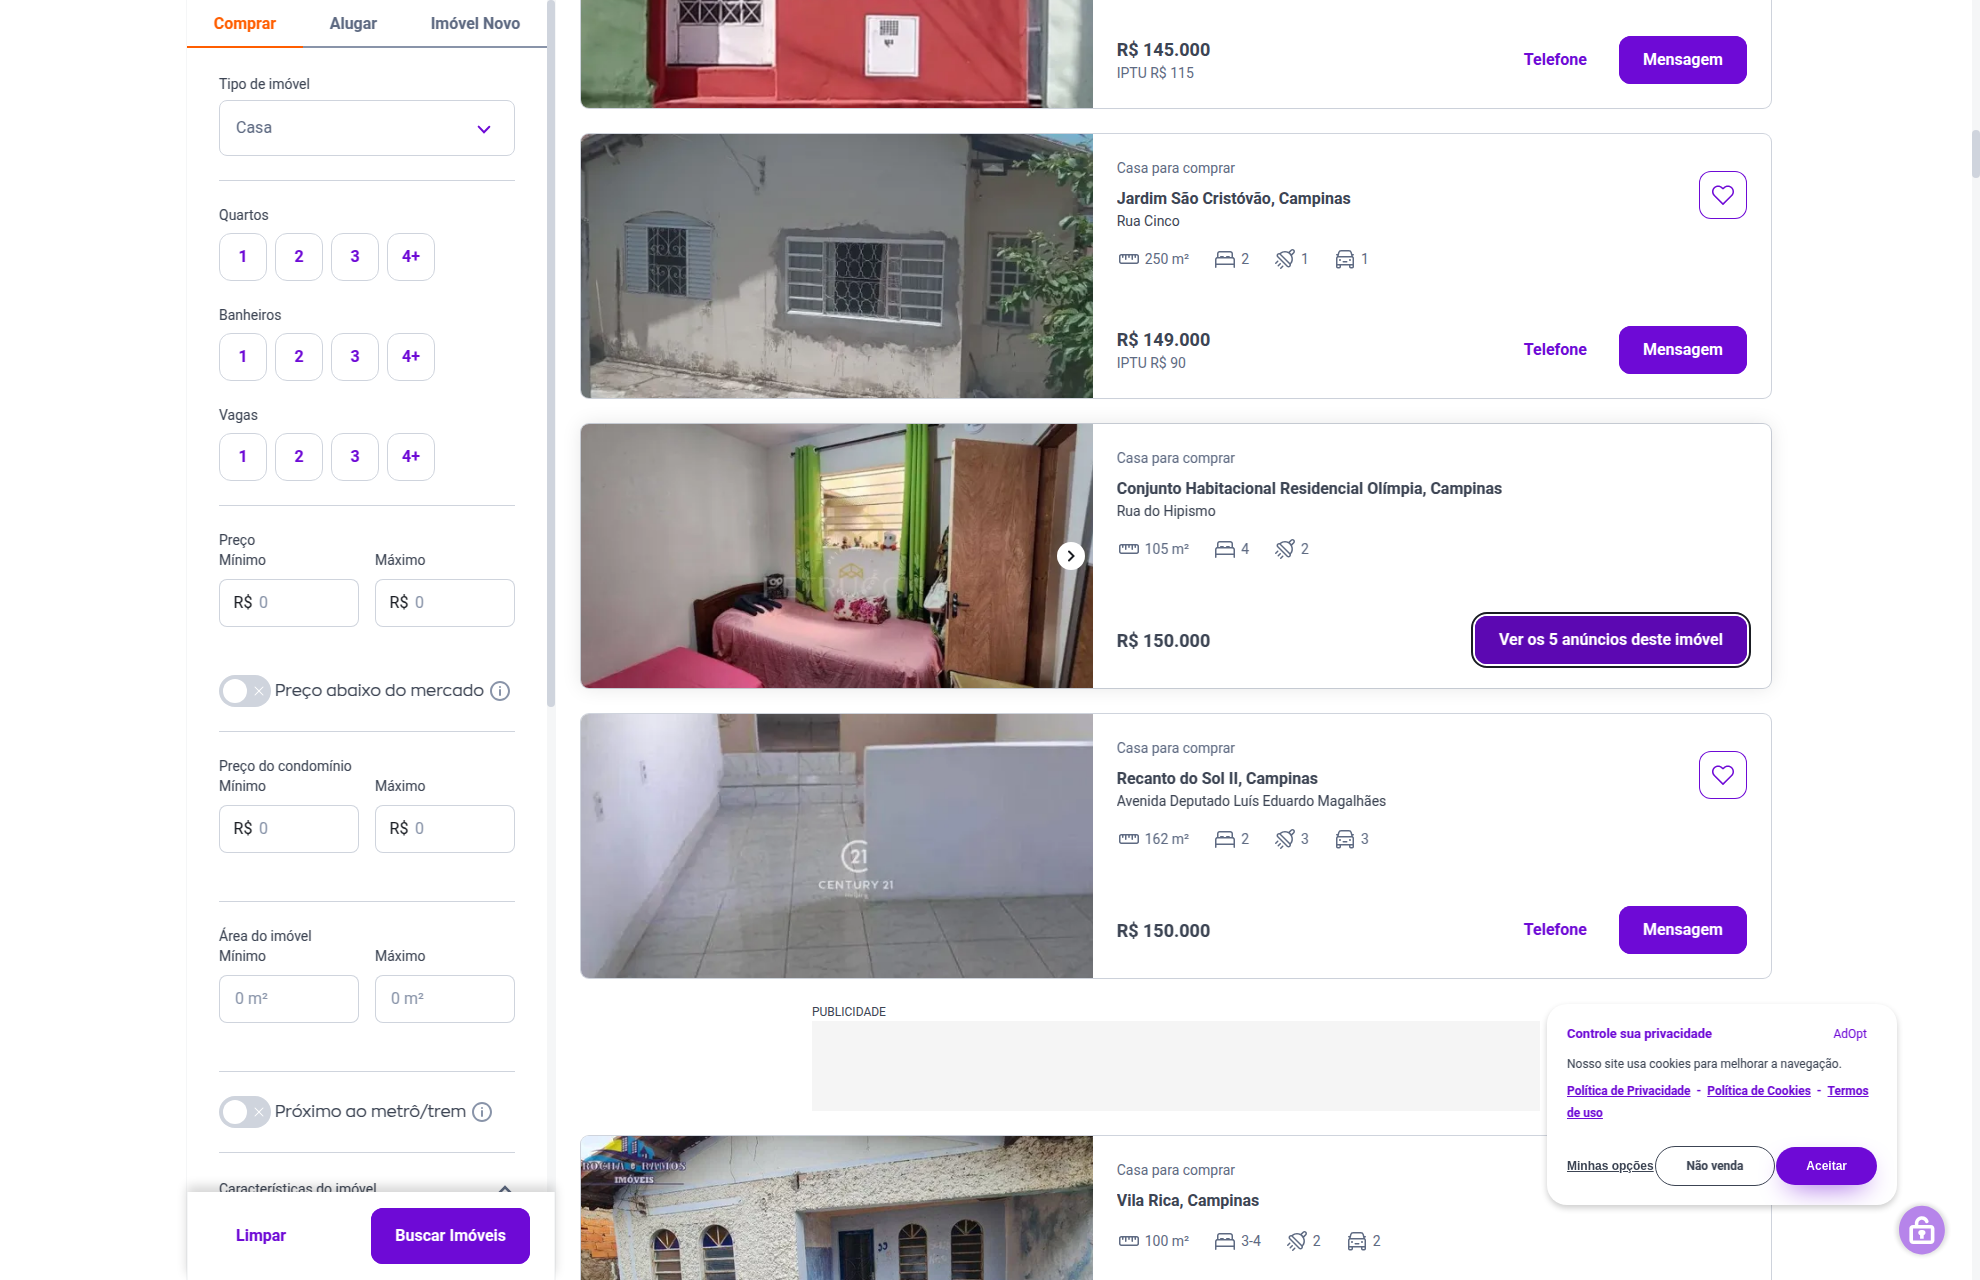 Comprar
Alugar
Imóvel Novo
Tipo de imóvel
Casa
Quartos
1
2
3
4+
Banheiros
1
2
3
4+
Vagas
1
2
3
4+
Preço
Mínimo
Máximo
R$ 0
R$ 0
Preço abaixo do mercado
Preço do condomínio
Mínimo
Máximo
R$ 0
R$ 0
Área do imóvel
Mínimo
Máximo
0 m²
0 m²
Próximo ao metrô/trem
Características do imóvel
Limpar
Buscar Imóveis
R$ 145.000
IPTU R$ 115
Telefone
Mensagem
Casa para comprar
Jardim São Cristóvão, Campinas
Rua Cinco
250 m²
2
1
1
R$ 149.000
IPTU R$ 90
Telefone
Mensagem
Casa para comprar
Conjunto Habitacional Residencial Olímpia, Campinas
Rua do Hipismo
105 m²
4
2
R$ 150.000
Ver os 5 anúncios deste imóvel
21
CENTURY 21
Casa para comprar
Recanto do Sol II, Campinas
Avenida Deputado Luís Eduardo Magalhães
162 m²
2
3
3
R$ 150.000
Telefone
Mensagem
PUBLICIDADE
ROCHA & RAMOS
IMÓVEIS
Casa para comprar
Vila Rica, Campinas
100 m²
3-4
2
2
Controle sua privacidade
AdOpt
Nosso site usa cookies para melhorar a navegação.
Política de Privacidade - Política de Cookies - Termos
de uso
Minhas opções
Não venda
Aceitar